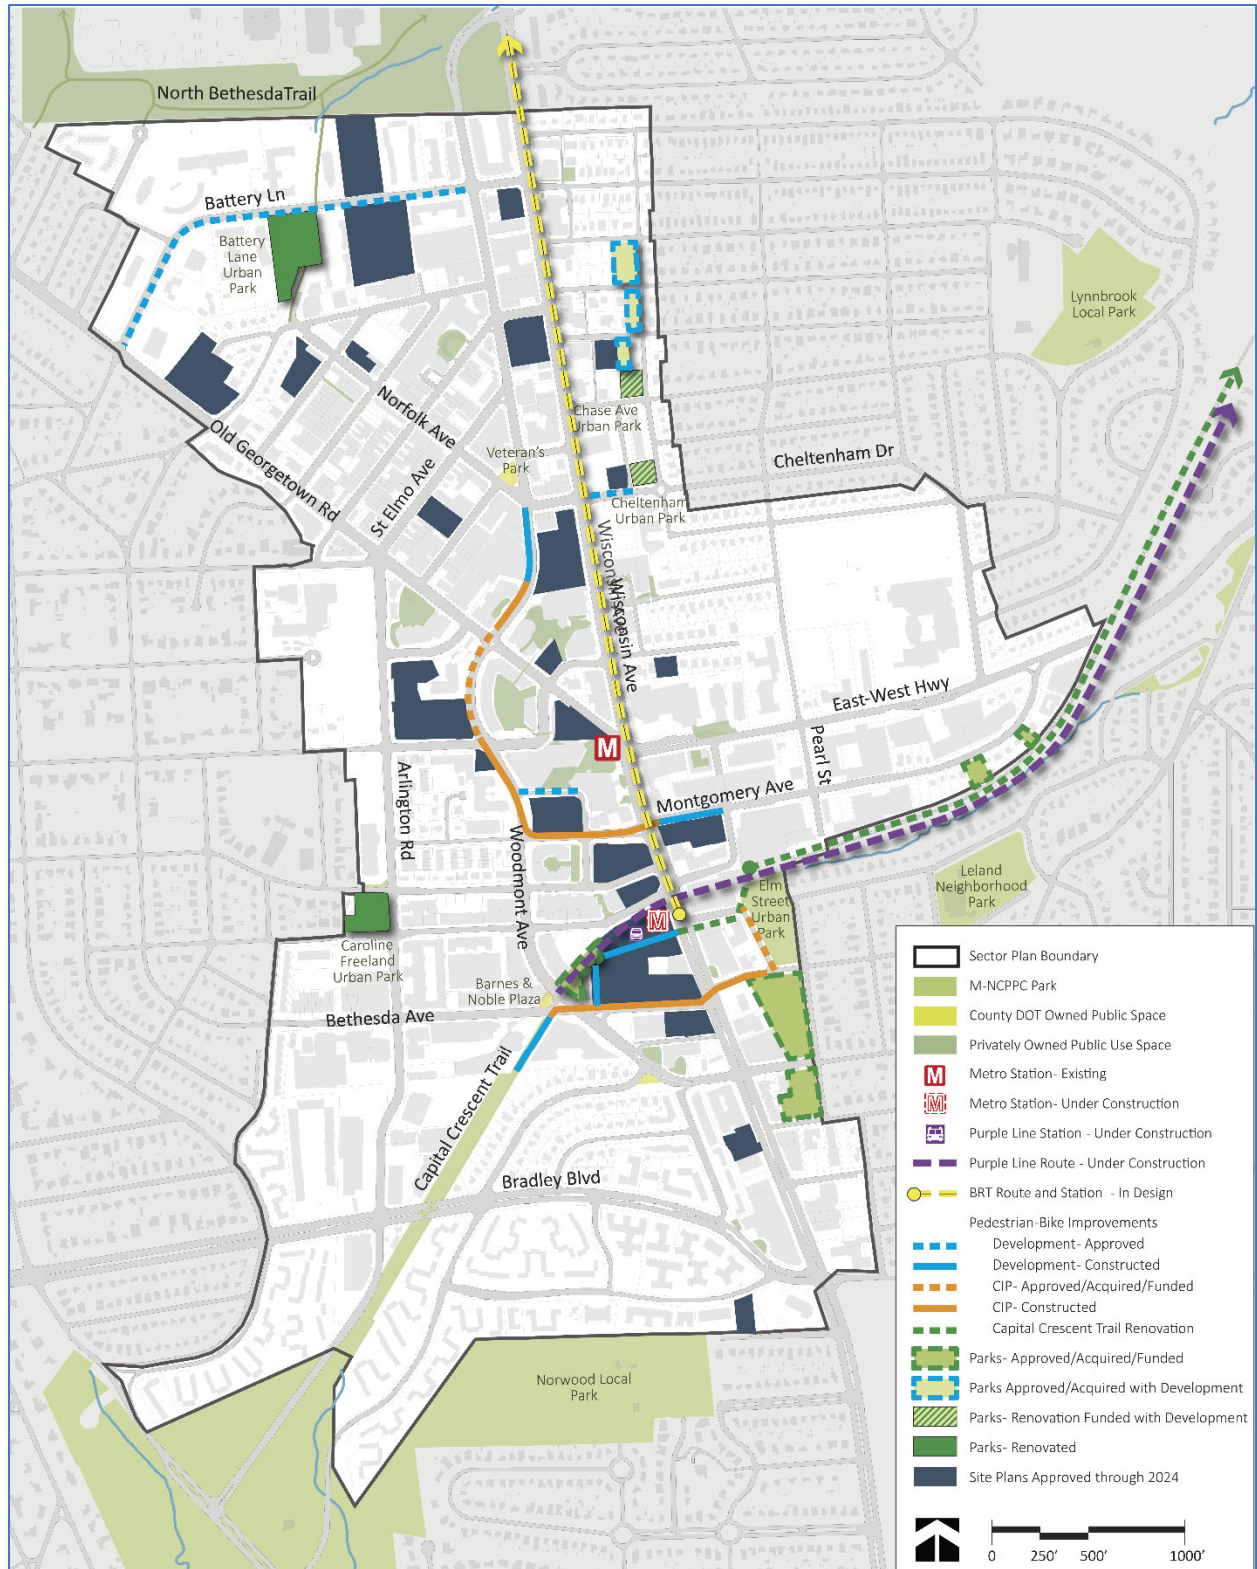 North BethesdaTrail
Battery Ln
Battery
Lane
Urban
Park
Lynnbrook
Local Park
Norfolk Ave
Chase Ave
Urban Park
Old Georgetown Rd
St Elmo Ave
Veteran's
Park
Cheltenham Dr
Cheltenham
Urban Park
Wisconsin Ave
Wisconsin Ave
East-West Hwy
Pearl St
M
Arlington Rd
Montgomery Ave
Woodmont Ave
Elm
Street
Urban
Park
Leland
Neighborhood
Park
M
Caroline
Freeland
Urban Park
Barnes &
Noble Plaza
Bethesda Ave
Capital Crescent Trail
Bradley Blvd
Norwood Local
Park
Sector Plan Boundary
M-NCPPC Park
County DOT Owned Public Space
Privately Owned Public Use Space
M Metro Station- Existing
M Metro Station- Under Construction
Purple Line Station - Under Construction
Purple Line Route - Under Construction
BRT Route and Station - In Design
Pedestrian-Bike Improvements
Development- Approved
Development- Constructed
CIP- Approved/Acquired/Funded
CIP- Constructed
Capital Crescent Trail Renovation
Parks- Approved/Acquired/Funded
Parks Approved/Acquired with Development
Parks- Renovation Funded with Development
Parks- Renovated
Site Plans Approved through 2024
0 250' 500' 1000'